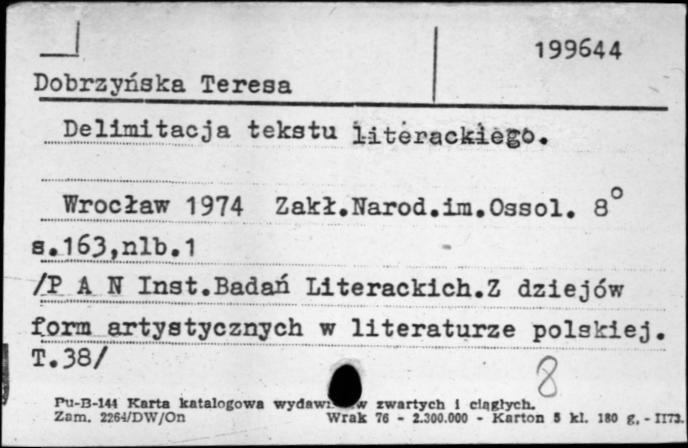 199644
Dobrzyńska Teresa
Delimitacja tekstu literackiego.
Wrocław 1974 Zakł.Narod.im.Ossol. 8°
s.163,nlb.1
/P A N Inst.Badań Literackich.Z dziejów
form artystycznych w literaturze polskiej.
T.38/
8
Pu-B-144 Karta katalogowa zwartych i ciągłych.
Zam. 2264/DW/On Wrak 76 - 2.300.000 - Karton 5 kl. 180 g. - II73.